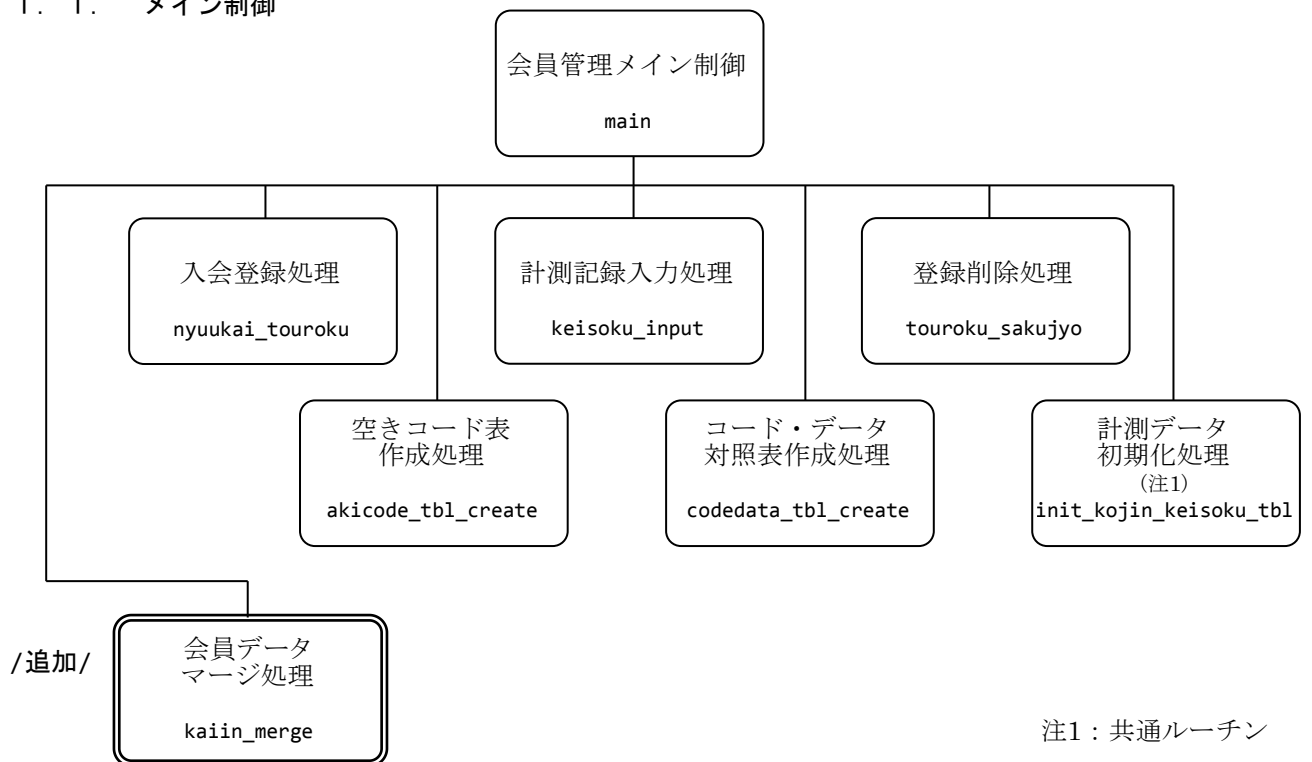 1. 1. メイン制御
会員管理メイン制御
main
入会登録処理
nyuukai_touroku
計測記録入力処理
keisoku_input
登録削除処理
touroku_sakujyo
空きコード表
作成処理
akicode_tbl_create
コード・データ
対照表作成処理
codedata_tbl_create
計測データ
初期化処理
（注1）
init_kojin_keisoku_tbl
/追加/
会員データ
マージ処理
kaiin_merge
注1：共通ルーチン